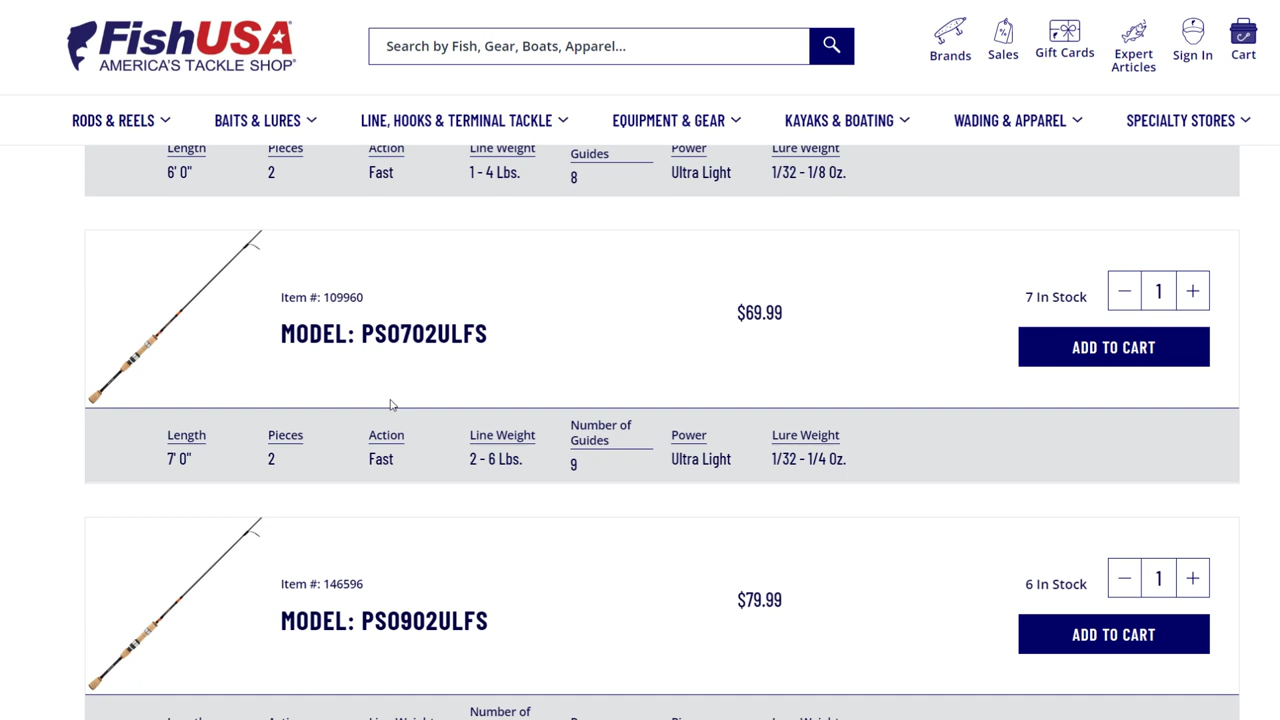 FishUSA
AMERICA'S TACKLE SHOP
Search by Fish, Gear, Boats, Apparel...
Brands
Sales
Gift Cards
Expert
Articles
Sign In
Cart
RODS & REELS
BAITS & LURES
LINE, HOOKS & TERMINAL TACKLE
EQUIPMENT & GEAR
KAYAKS & BOATING
WADING & APPAREL
SPECIALTY STORES
Length Pieces Action Line Weight Guides Power Lure Weight
6' 0" 2 Fast 1 - 4 Lbs. 8 Ultra Light 1/32 - 1/8 Oz.
Item #: 109960
MODEL: PSO702ULFS
$69.99
7 In Stock
1
ADD TO CART
Length Pieces Action Line Weight Number of Guides Power Lure Weight
7' 0" 2 Fast 2 - 6 Lbs. 9 Ultra Light 1/32 - 1/4 Oz.
Item #: 146596
MODEL: PSO902ULFS
$79.99
6 In Stock
1
ADD TO CART
Number of